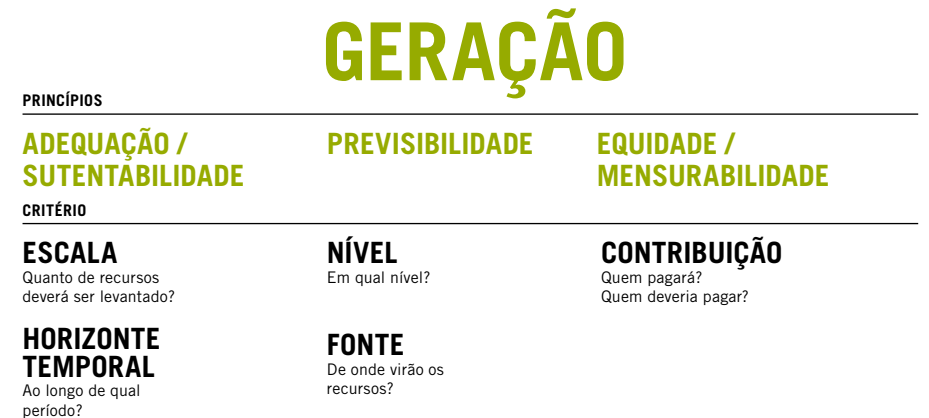 GERAÇÃO
PRINCÍPIOS
ADEQUAÇÃO /
SUTENTABILIDADE
PREVISIBILIDADE
EQUIDADE /
MENSURABILIDADE
CRITÉRIO
ESCALA
Quanto de recursos
deverá ser levantado?
NÍVEL
Em qual nível?
CONTRIBUIÇÃO
Quem pagará?
Quem deveria pagar?
HORIZONTE
TEMPORAL
Ao longo de qual
período?
FONTE
De onde virão os
recursos?